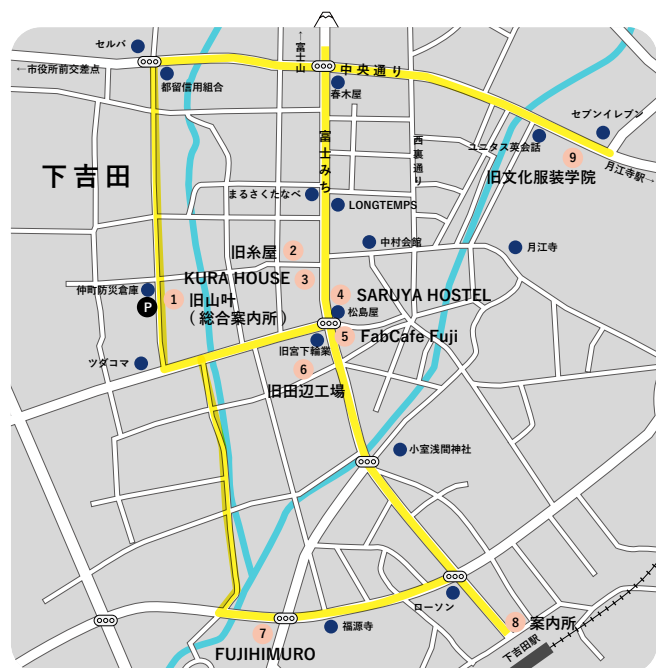 セルバ
←市役所前交差点
都留信用組合
←富士山
中央通り
春木屋
セブンイレブン
ユニタス英会話
9
旧文化服装学院
月江寺駅→
下吉田
富士みち
西裏通り
まるさくたなべ
LONGTEMPS
2
旧糸屋
中村会館
月江寺
KURA HOUSE
3
仲町防災倉庫
P
1
旧山叶
(総合案内所)
4
SARUYA HOSTEL
松島屋
5
FabCafe Fuji
旧宮下輪業
ツダコマ
6
旧田辺工場
小室浅間神社
ローソン
8
案内所
下吉田駅
7
福源寺
FUJIHIMURO